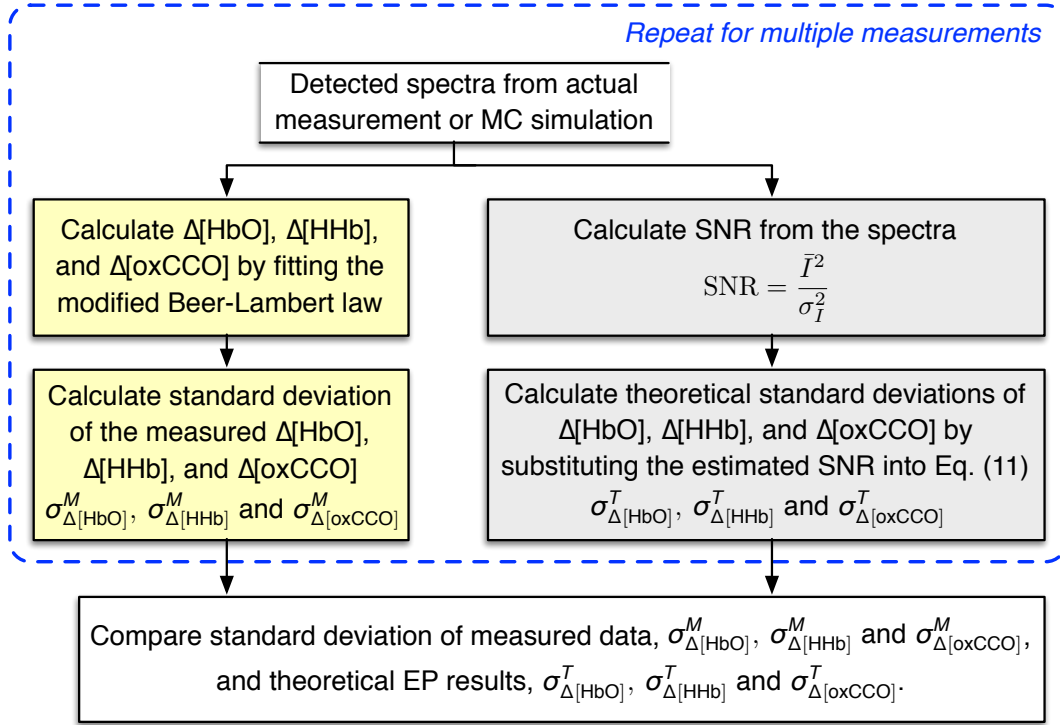 Repeat for multiple measurements
Detected spectra from actual
measurement or MC simulation
Calculate Δ[HbO], Δ[HHb],
and Δ[oxCCO] by fitting the
modified Beer-Lambert law
Calculate SNR from the spectra
SNR = Ī² / σ_I²
Calculate standard deviation
of the measured Δ[HbO],
Δ[HHb], and Δ[oxCCO]
σ^M_Δ[HbO], σ^M_Δ[HHb] and σ^M_Δ[oxCCO]
Calculate theoretical standard deviations of
Δ[HbO], Δ[HHb], and Δ[oxCCO] by
substituting the estimated SNR into Eq. (11)
σ^T_Δ[HbO], σ^T_Δ[HHb] and σ^T_Δ[oxCCO]
Compare standard deviation of measured data, σ^M_Δ[HbO], σ^M_Δ[HHb] and σ^M_Δ[oxCCO],
and theoretical EP results, σ^T_Δ[HbO], σ^T_Δ[HHb] and σ^T_Δ[oxCCO].